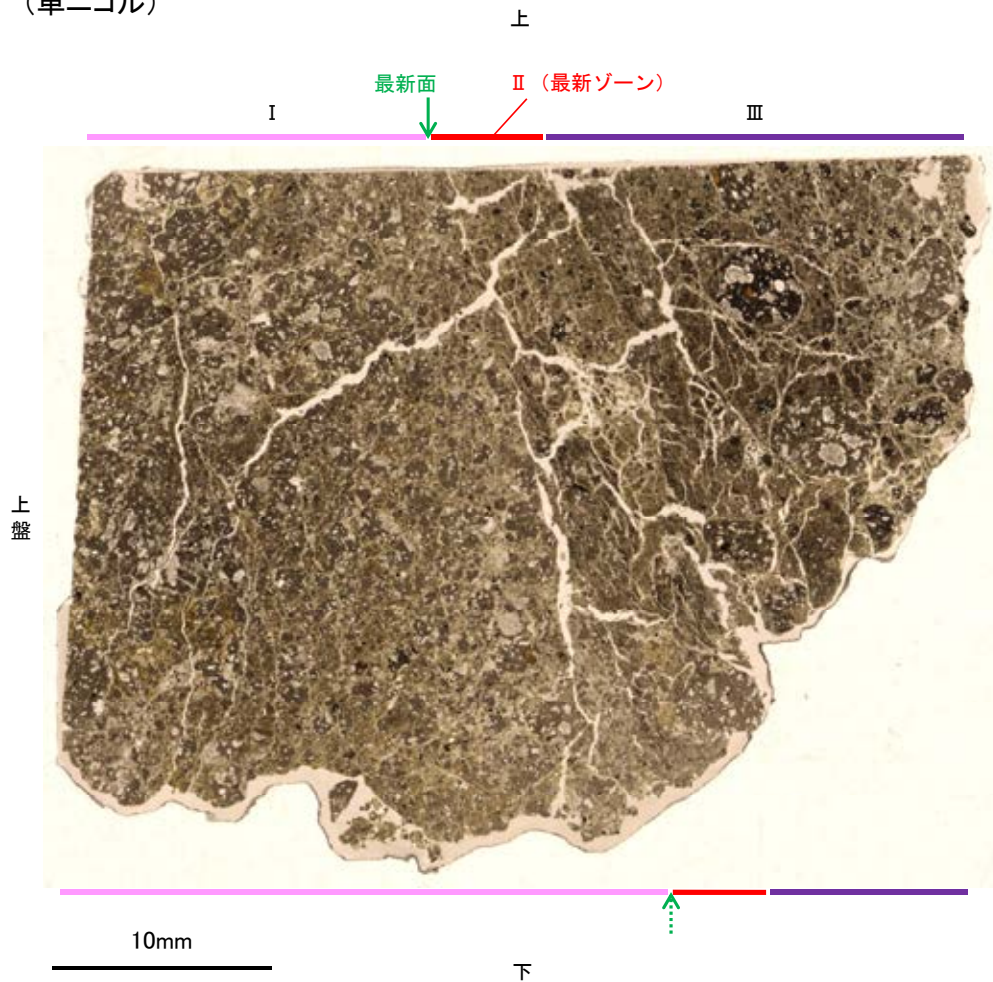 （単ニコル）
上
最新面
Ⅱ （最新ゾーン）
Ⅰ
Ⅲ
上盤
10mm
下